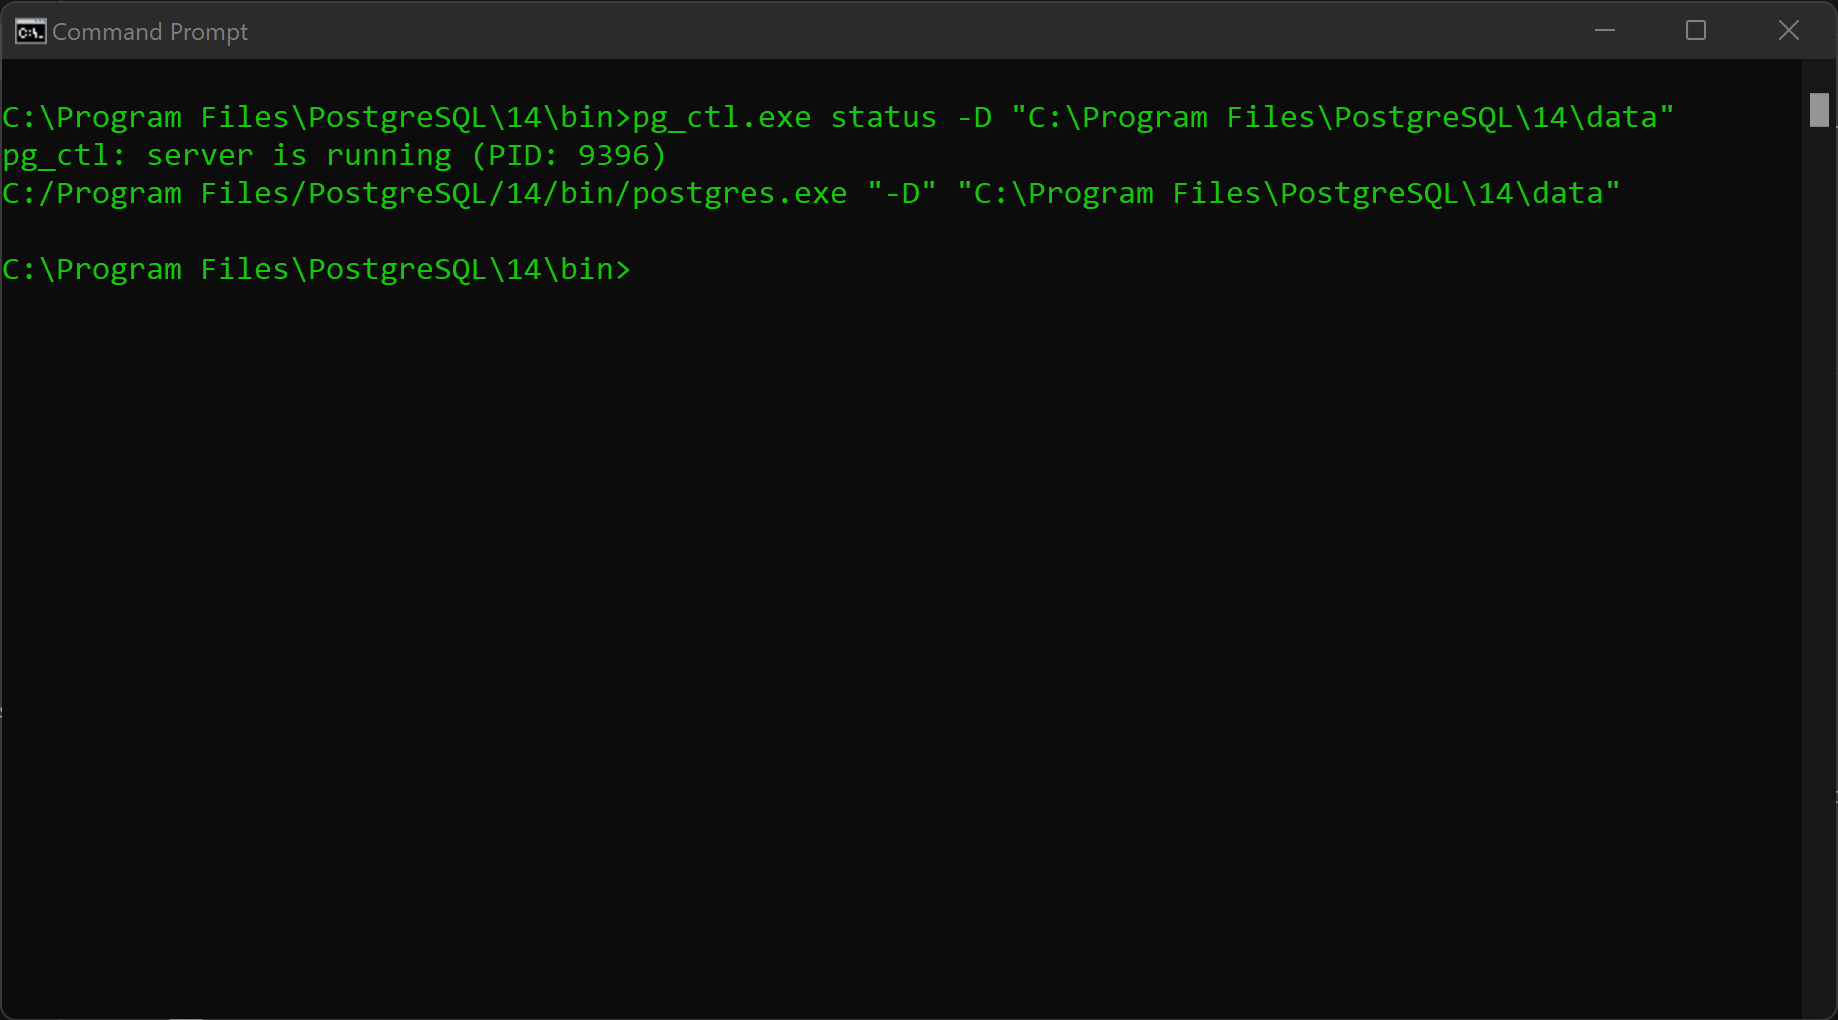 Command Prompt
C:\Program Files\PostgreSQL\14\bin>pg_ctl.exe status -D "C:\Program Files\PostgreSQL\14\data"
pg_ctl: server is running (PID: 9396)
C:/Program Files/PostgreSQL/14/bin/postgres.exe "-D" "C:\Program Files\PostgreSQL\14\data"
C:\Program Files\PostgreSQL\14\bin>